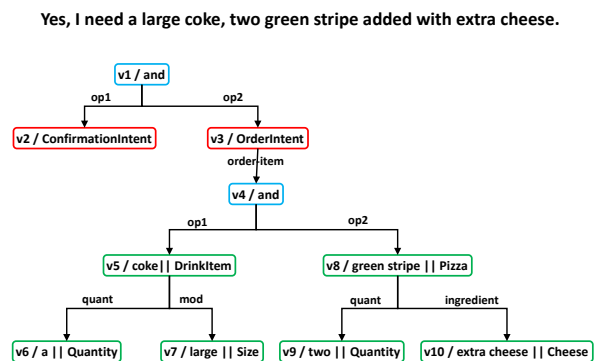 Yes, I need a large coke, two green stripe added with extra cheese.
v1 / and
op1 op2
v2 / ConfirmationIntent v3 / OrderIntent
order-item
v4 / and
op1 op2
v5 / coke|| DrinkItem v8 / green stripe || Pizza
quant mod quant ingredient
v6 / a || Quantity v7 / large || Size v9 / two || Quantity v10 / extra cheese || Cheese